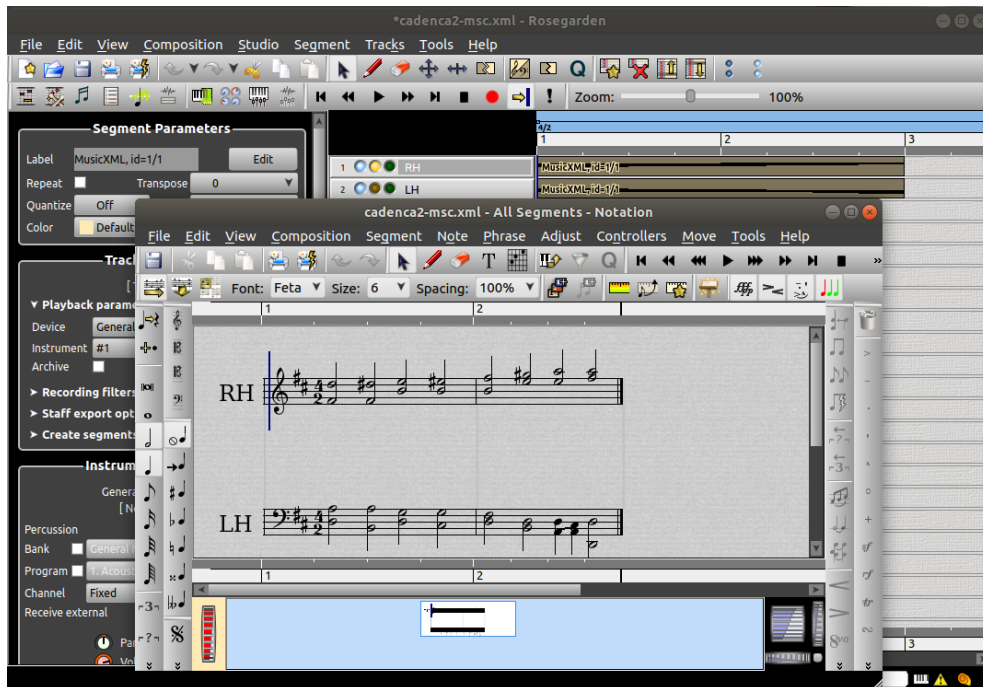 *cadenca2-msc.xml - Rosegarden
File Edit View Composition Studio Segment Tracks Tools Help
Zoom: 100%
Segment Parameters
Label MusicXML, id=1/1 Edit
Repeat Transpose 0
Quantize Off
Color Default
4/2
1 2 3
1 RH MusicXML, id=1/1
2 LH MusicXML, id=1/1
cadenca2-msc.xml - All Segments - Notation
File Edit View Composition Segment Note Phrase Adjust Controllers Move Tools Help
Font: Feta Size: 6 Spacing: 100%
Playback
Device General
Instrument #1
Archive
Recording filters
Staff export
Create segments
General
Percussion
Bank General
Program 1. Acoust
Channel Fixed
Receive external
1 2
RH 4 2
LH 4 2
1 2
3